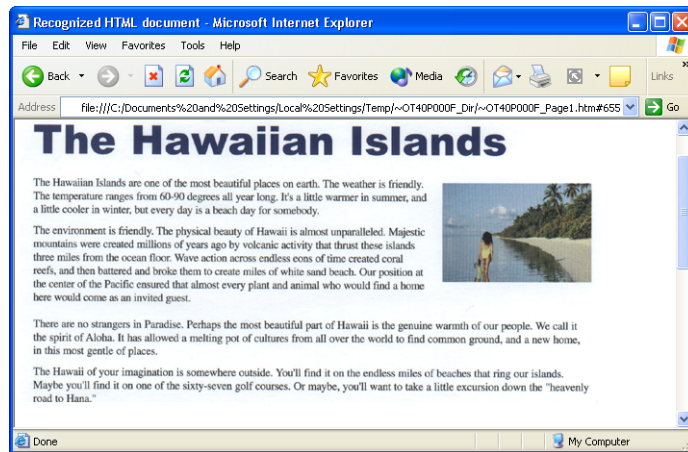 Recognized HTML document - Microsoft Internet Explorer
File Edit View Favorites Tools Help
Back Search Favorites Media Links »
Address file:///C:/Documents%20and%20Settings/Local%20Settings/Temp/~OT40P000F_Dir/~OT40P000F_Page1.htm#655 Go
The Hawaiian Islands
The Hawaiian Islands are one of the most beautiful places on earth. The weather is friendly.
The temperature ranges from 60-90 degrees all year long. It's a little warmer in summer, and
a little cooler in winter, but every day is a beach day for somebody.
The environment is friendly. The physical beauty of Hawaii is almost unparalleled. Majestic
mountains were created millions of years ago by volcanic activity that thrust these islands
three miles from the ocean floor. Wave action across endless eons of time created coral
reefs, and then battered and broke them to create miles of white sand beach. Our position at
the center of the Pacific ensured that almost every plant and animal who would find a home
here would come as an invited guest.
There are no strangers in Paradise. Perhaps the most beautiful part of Hawaii is the genuine warmth of our people. We call it
the spirit of Aloha. It has allowed a melting pot of cultures from all over the world to find common ground, and a new home,
in this most gentle of places.
The Hawaii of your imagination is somewhere outside. You'll find it on the endless miles of beaches that ring our islands.
Maybe you'll find it on one of the sixty-seven golf courses. Or maybe, you'll want to take a little excursion down the "heavenly
road to Hana."
Done My Computer